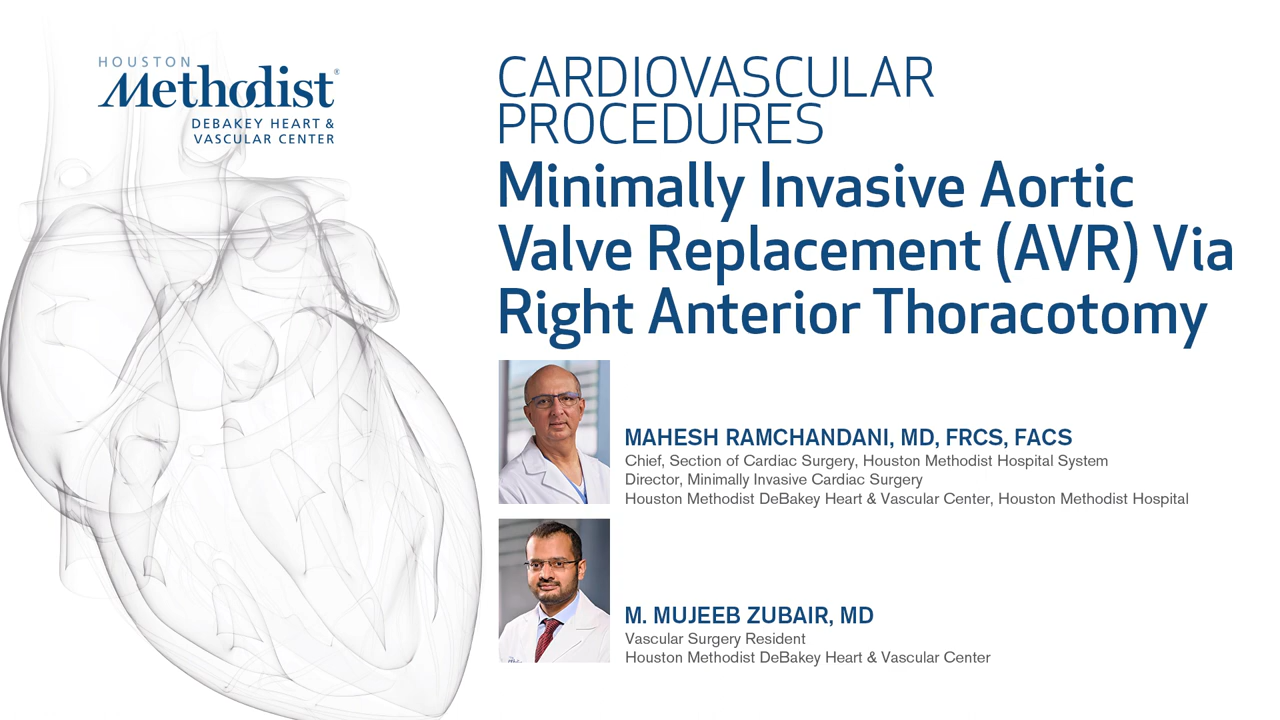 HOUSTON
Methodist®
DEBAKEY HEART &
VASCULAR CENTER
CARDIOVASCULAR
PROCEDURES
Minimally Invasive Aortic
Valve Replacement (AVR) Via
Right Anterior Thoracotomy
MAHESH RAMCHANDANI, MD, FRCS, FACS
Chief, Section of Cardiac Surgery, Houston Methodist Hospital System
Director, Minimally Invasive Cardiac Surgery
Houston Methodist DeBakey Heart & Vascular Center, Houston Methodist Hospital
M. MUJEEB ZUBAIR, MD
Vascular Surgery Resident
Houston Methodist DeBakey Heart & Vascular Center